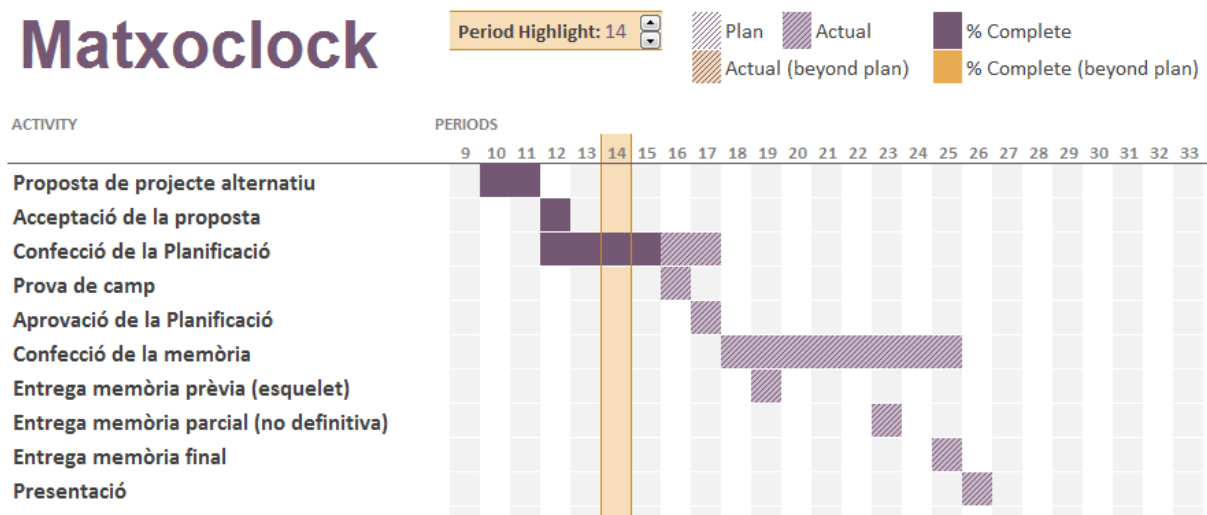 Matxoclock
Period Highlight: 14
Plan
Actual
% Complete
Actual (beyond plan)
% Complete (beyond plan)
ACTIVITY
PERIODS
9 10 11 12 13 14 15 16 17 18 19 20 21 22 23 24 25 26 27 28 29 30 31 32 33
Proposta de projecte alternatiu
Acceptació de la proposta
Confecció de la Planificació
Prova de camp
Aprovació de la Planificació
Confecció de la memòria
Entrega memòria prèvia (esquelet)
Entrega memòria parcial (no definitiva)
Entrega memòria final
Presentació